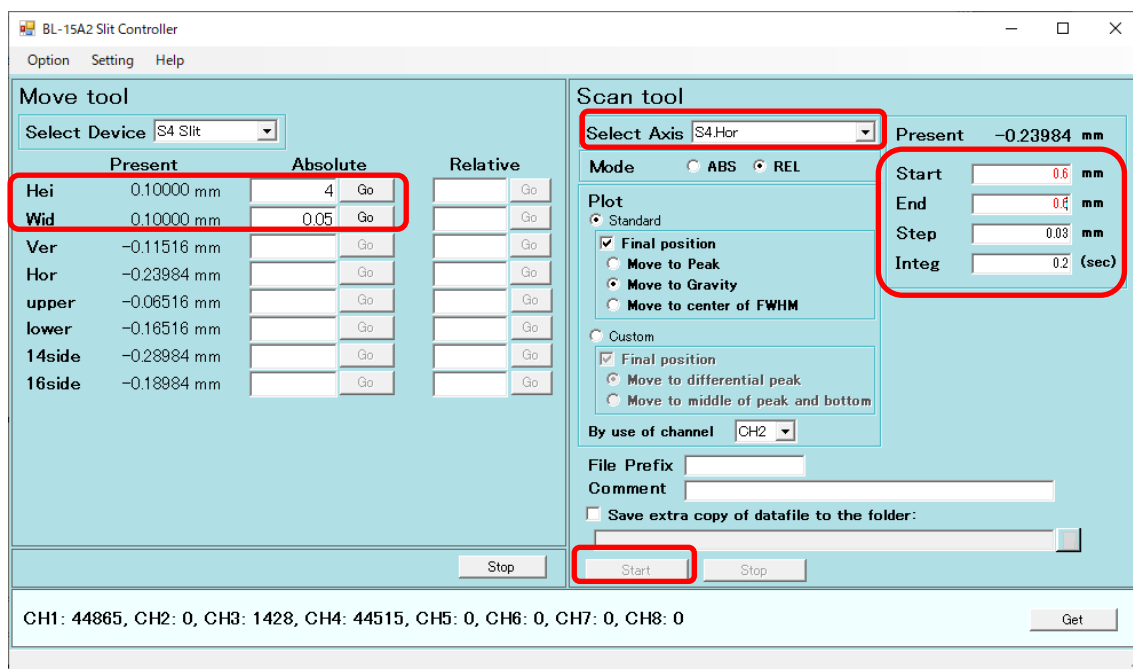 BL-15A2 Slit Controller
Option Setting Help
Move tool
Select Device S4 Slit
Present Absolute Relative
Hei 0.10000 mm 4 Go Go
Wid 0.10000 mm 0.05 Go Go
Ver -0.11516 mm Go Go
Hor -0.23984 mm Go Go
upper -0.06516 mm Go Go
lower -0.16516 mm Go Go
14side -0.28984 mm Go Go
16side -0.18984 mm Go Go
Stop
Scan tool
Select Axis S4.Hor
Mode ABS REL
Plot
Standard
Final position
Move to Peak
Move to Gravity
Move to center of FWHM
Custom
Final position
Move to differential peak
Move to middle of peak and bottom
By use of channel CH2
Present -0.23984 mm
Start 0.6 mm
End 0.6 mm
Step 0.03 mm
Integ 0.2 (sec)
File Prefix
Comment
Save extra copy of datafile to the folder:
Start Stop
CH1: 44865, CH2: 0, CH3: 1428, CH4: 44515, CH5: 0, CH6: 0, CH7: 0, CH8: 0
Get